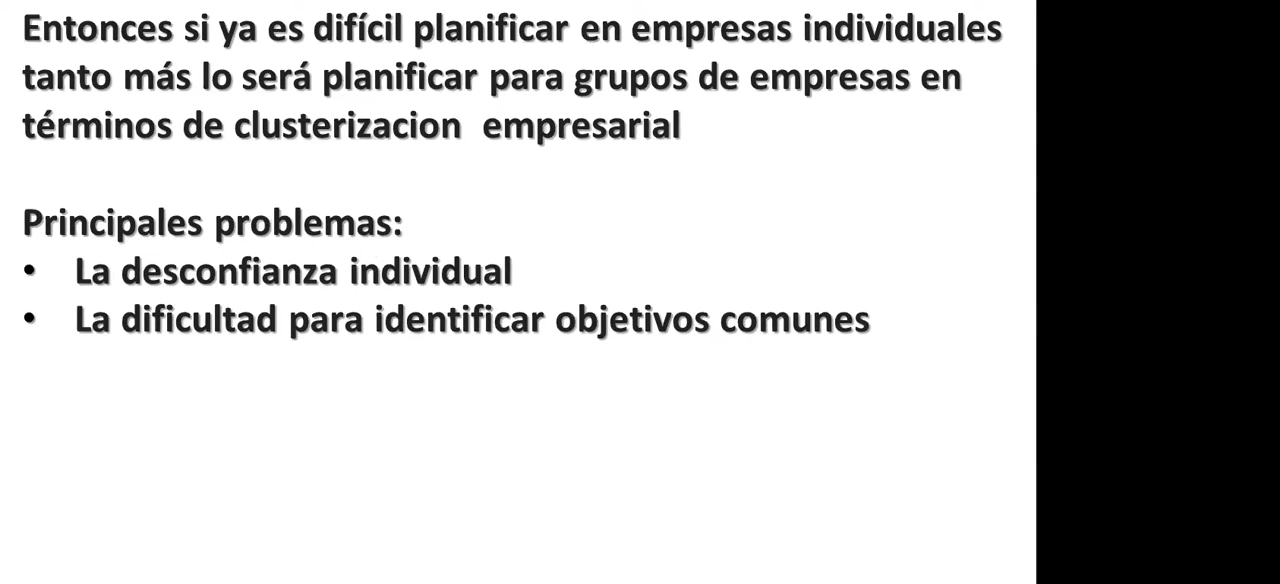 Entonces si ya es difícil planificar en empresas individuales
tanto más lo será planificar para grupos de empresas en
términos de clusterizacion empresarial
Principales problemas:
• La desconfianza individual
• La dificultad para identificar objetivos comunes